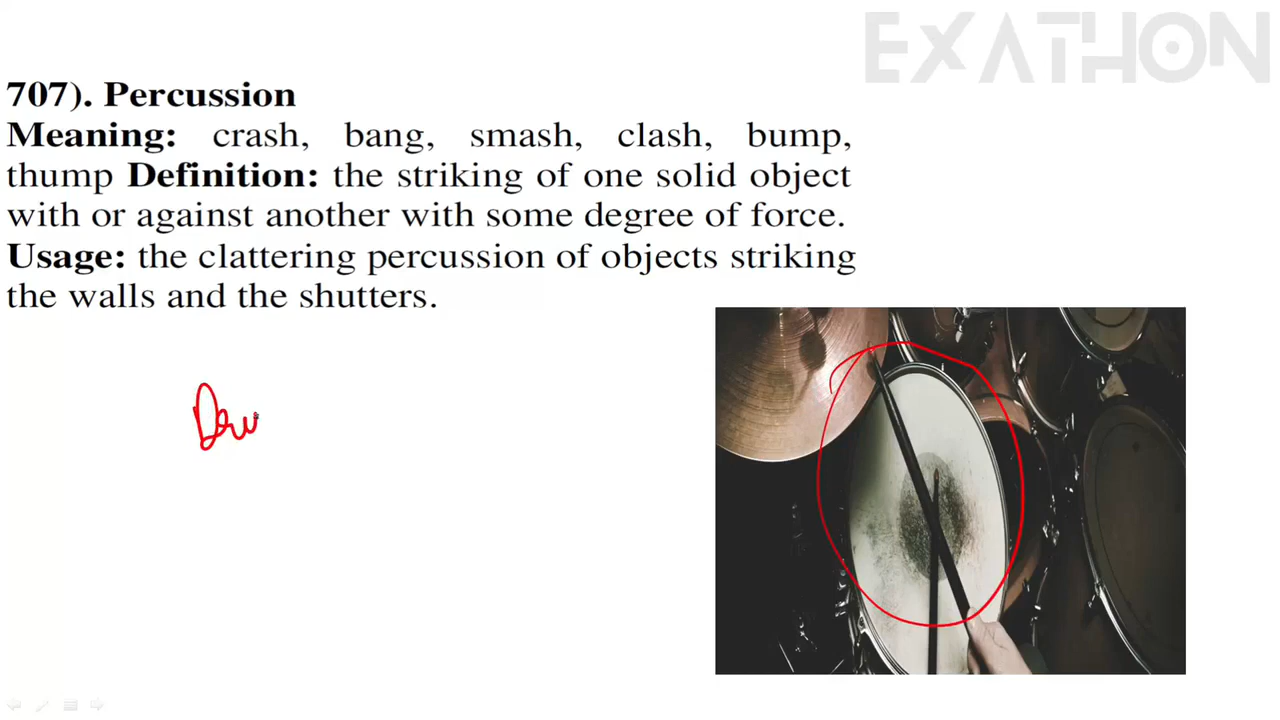 EXATHON
707). Percussion
Meaning: crash, bang, smash, clash, bump,
thump Definition: the striking of one solid object
with or against another with some degree of force.
Usage: the clattering percussion of objects striking
the walls and the shutters.
Dru